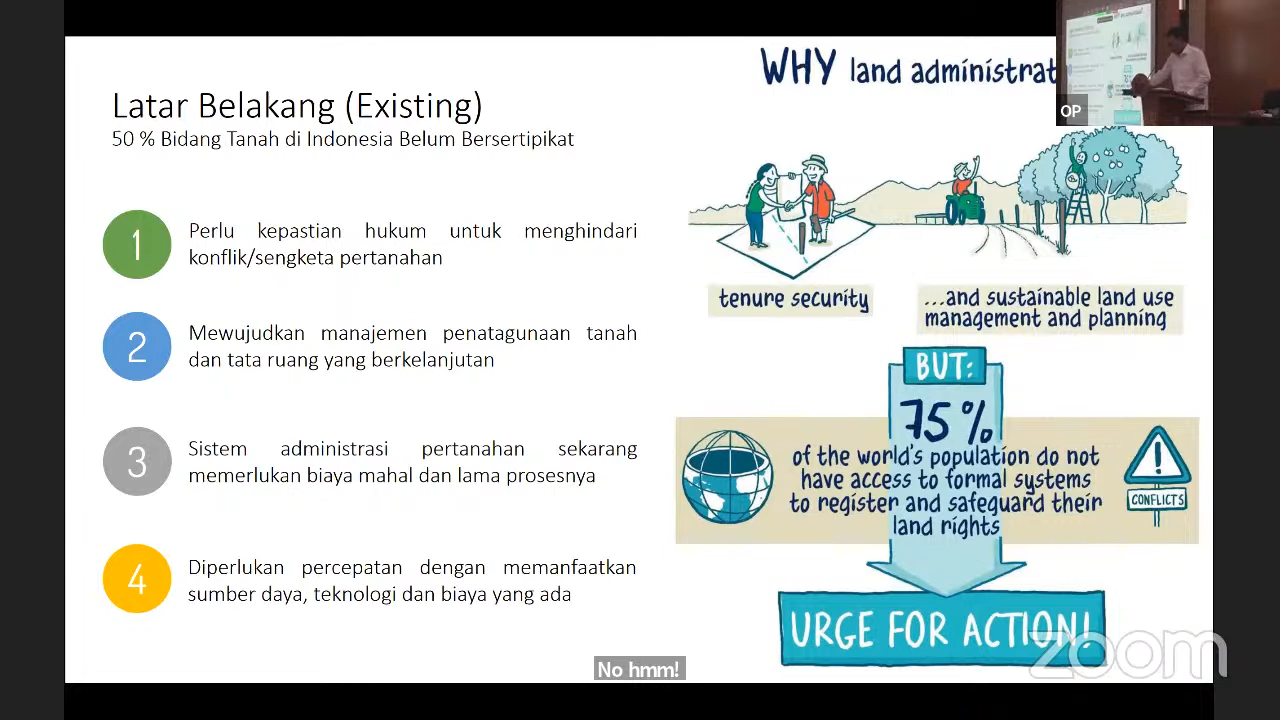 Latar Belakang (Existing)
50 % Bidang Tanah di Indonesia Belum Bersertipikat
1
Perlu kepastian hukum untuk menghindari
konflik/sengketa pertanahan
2
Mewujudkan manajemen penatagunaan tanah
dan tata ruang yang berkelanjutan
3
Sistem administrasi pertanahan sekarang
memerlukan biaya mahal dan lama prosesnya
4
Diperlukan percepatan dengan memanfaatkan
sumber daya, teknologi dan biaya yang ada
WHY land administrat
OP
tenure security
...and sustainable land use
management and planning
BUT:
75%
of the world's population do not
have access to formal systems
to register and safeguard their
land rights
CONFLICTS
URGE FOR ACTION!
zoom
No hmm!